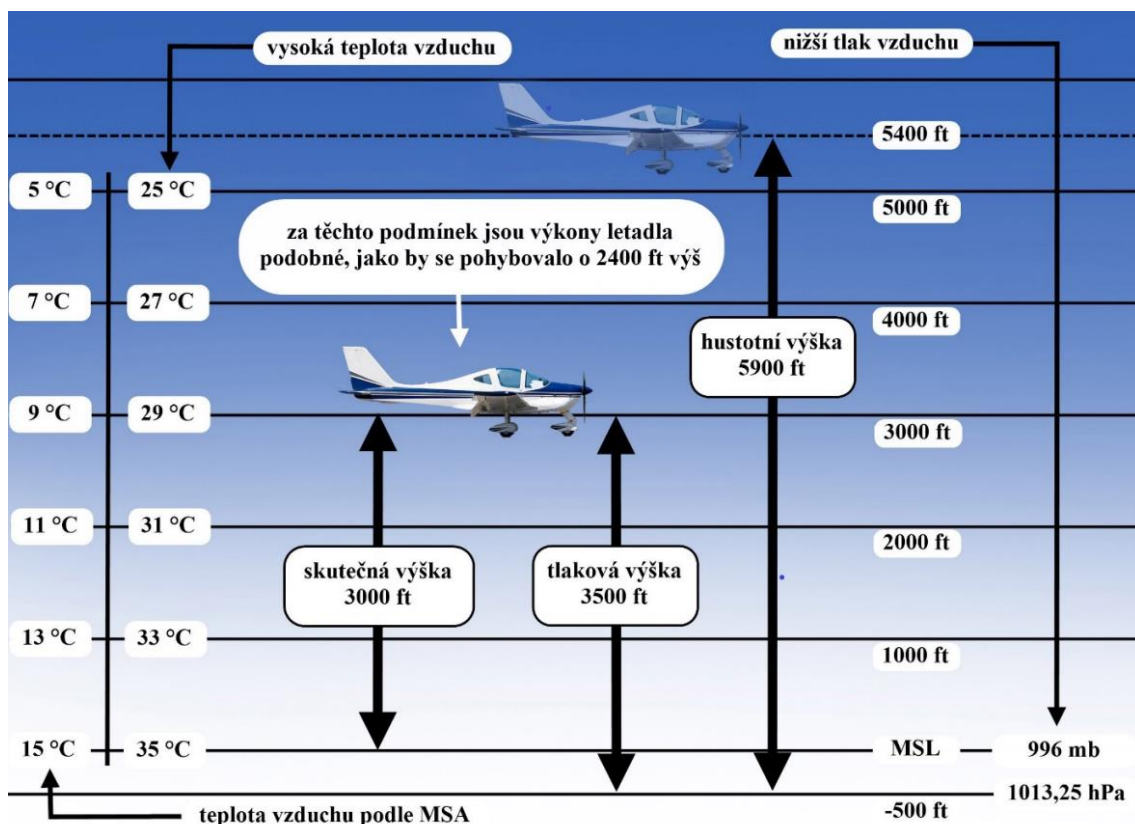 vysoká teplota vzduchu
nižší tlak vzduchu
5400 ft
5 °C
25 °C
5000 ft
za těchto podmínek jsou výkony letadla
podobné, jako by se pohybovalo o 2400 ft výš
7 °C
27 °C
4000 ft
hustotní výška
5900 ft
9 °C
29 °C
3000 ft
11 °C
31 °C
2000 ft
skutečná výška
3000 ft
tlaková výška
3500 ft
13 °C
33 °C
1000 ft
15 °C
35 °C
MSL
996 mb
1013,25 hPa
-500 ft
teplota vzduchu podle MSA